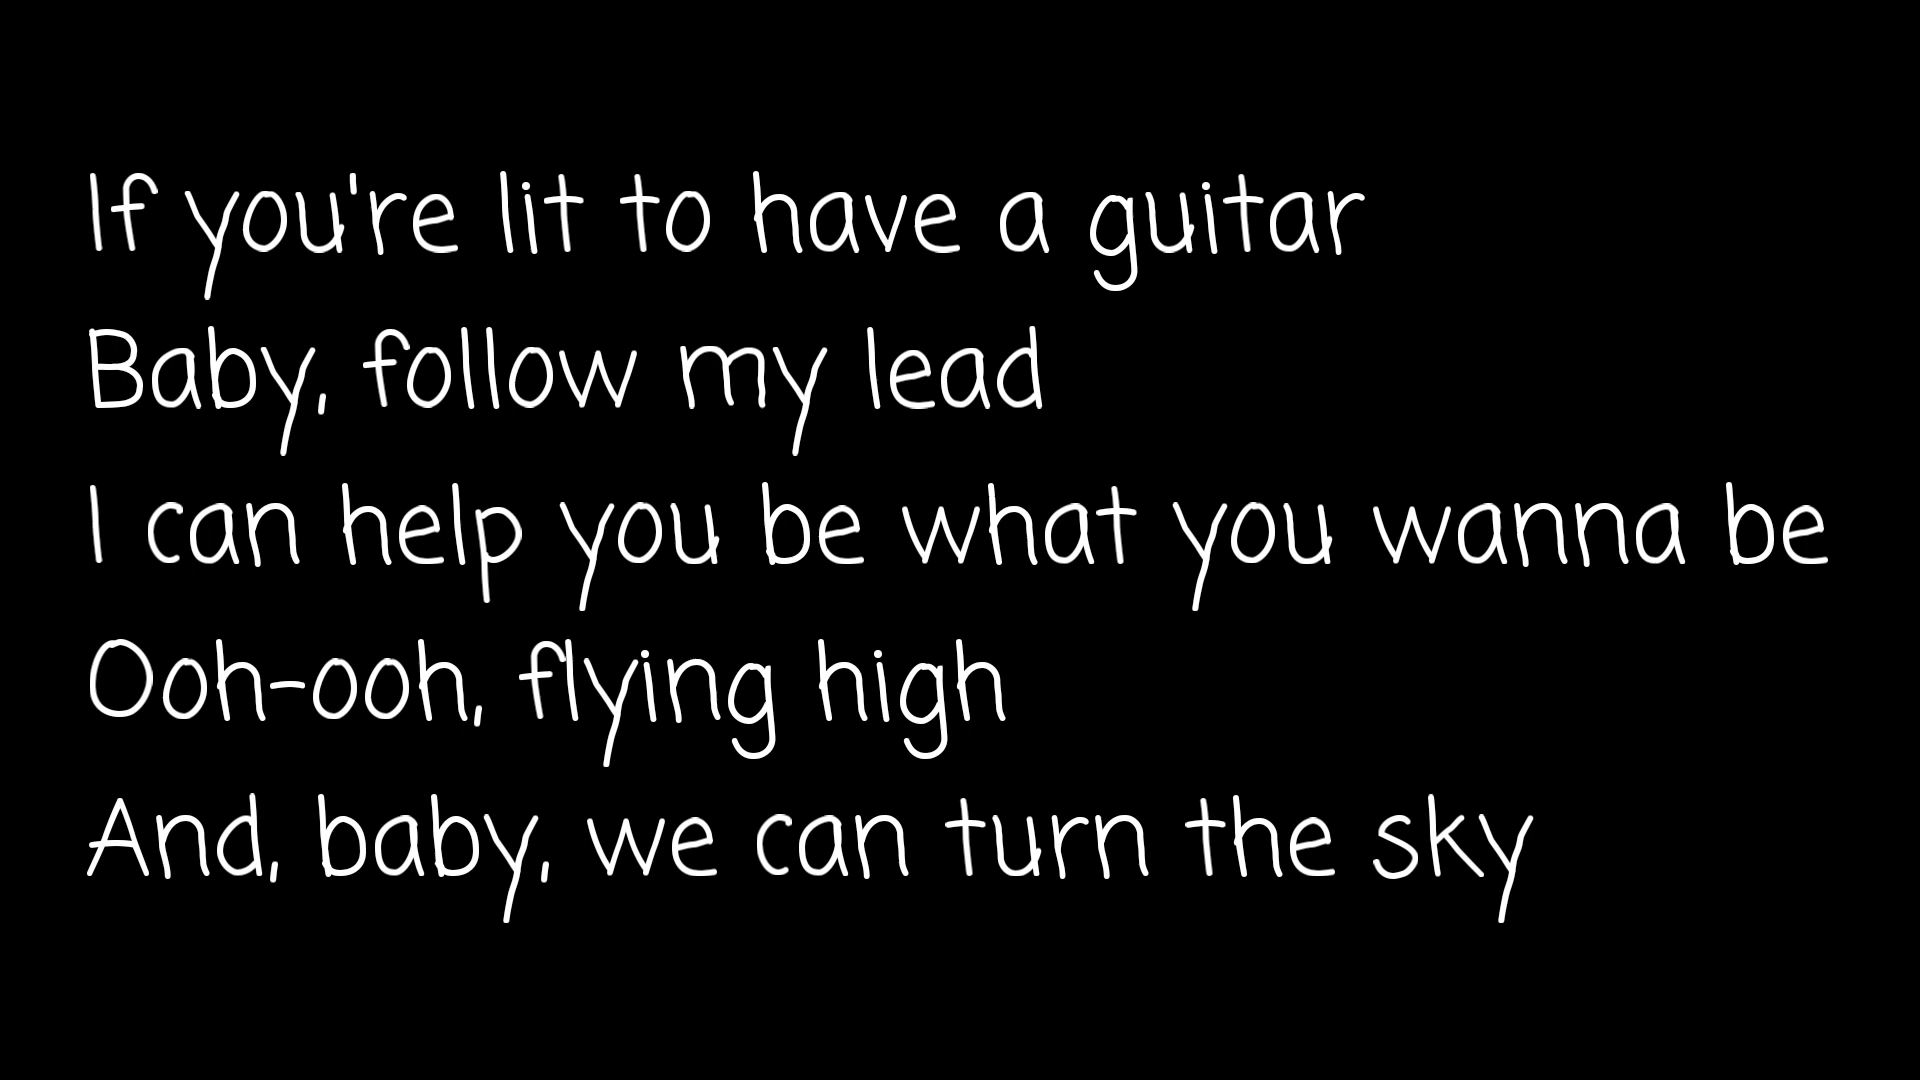 If you're lit to have a guitar
Baby, follow my lead
I can help you be what you wanna be
Ooh-ooh, flying high
And, baby, we can turn the sky